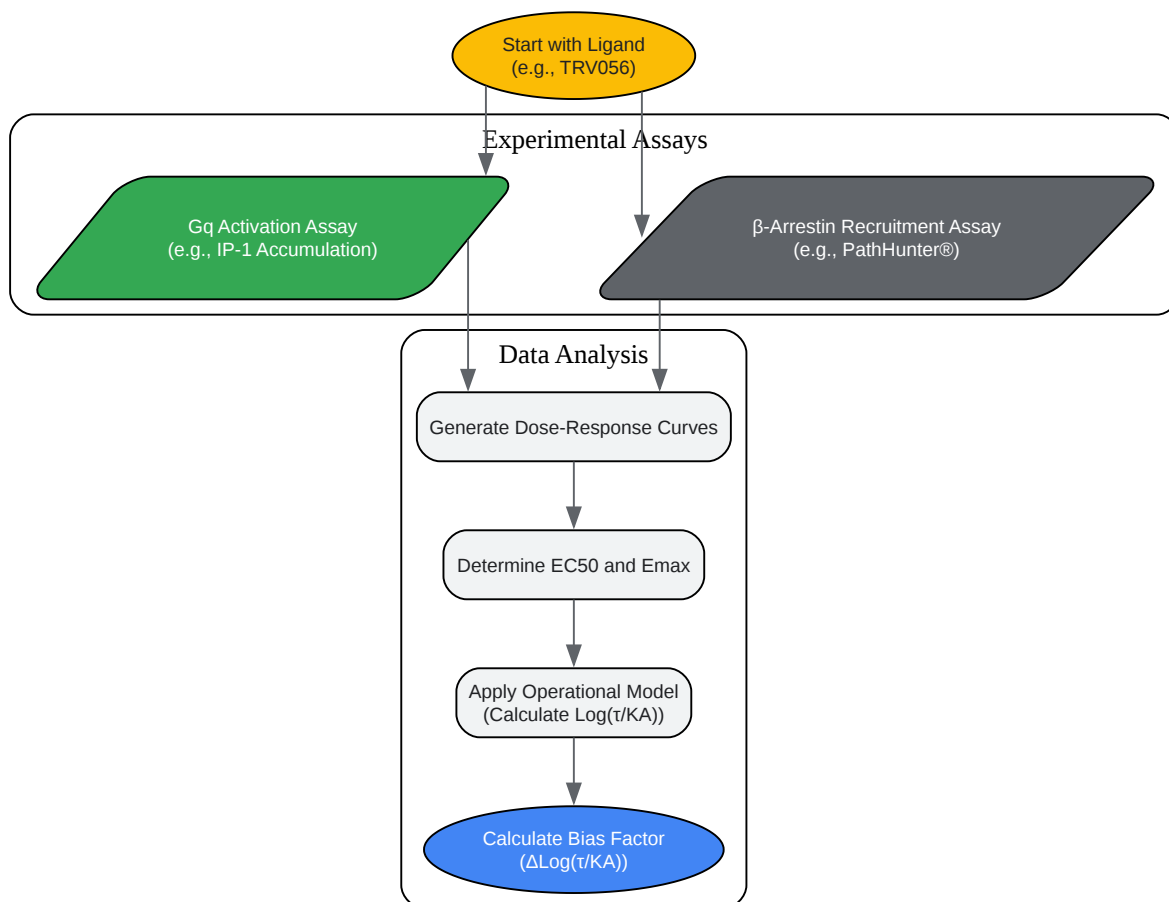 Start with Ligand
(e.g., TRV056)
Experimental Assays
Gq Activation Assay
(e.g., IP-1 Accumulation)
β-Arrestin Recruitment Assay
(e.g., PathHunter®)
Data Analysis
Generate Dose-Response Curves
Determine EC50 and Emax
Apply Operational Model
(Calculate Log(τ/KA))
Calculate Bias Factor
(ΔLog(τ/KA))